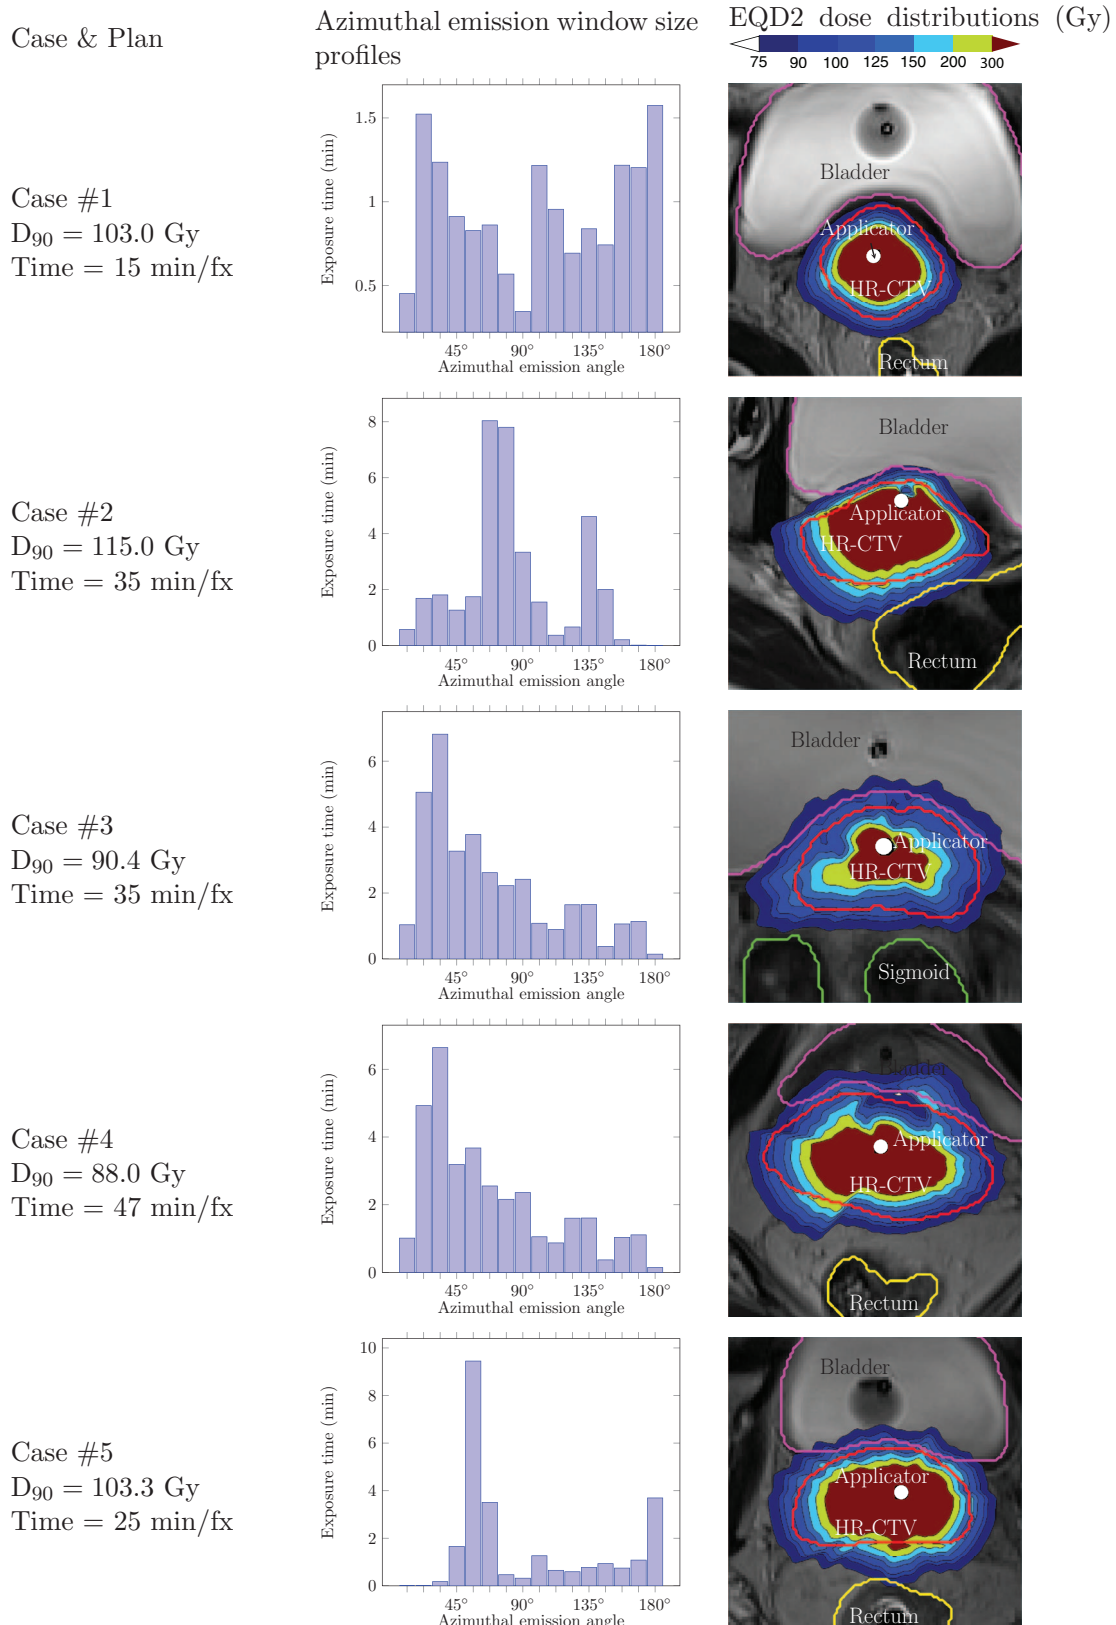 Case & Plan
Azimuthal emission window size
profiles
EQD2 dose distributions (Gy)
75 90 100 125 150 200 300
Case #1
D90 = 103.0 Gy
Time = 15 min/fx
Exposure time (min)
1.5
1
0.5
45° 90° 135° 180°
Azimuthal emission angle
Bladder
Applicator
HR-CTV
Rectum
Case #2
D90 = 115.0 Gy
Time = 35 min/fx
Exposure time (min)
8
6
4
2
0
45° 90° 135° 180°
Azimuthal emission angle
Bladder
Applicator
HR-CTV
Rectum
Case #3
D90 = 90.4 Gy
Time = 35 min/fx
Exposure time (min)
6
4
2
0
45° 90° 135° 180°
Azimuthal emission angle
Bladder
Applicator
HR-CTV
Sigmoid
Case #4
D90 = 88.0 Gy
Time = 47 min/fx
Exposure time (min)
6
4
2
0
45° 90° 135° 180°
Azimuthal emission angle
Bladder
Applicator
HR-CTV
Rectum
Case #5
D90 = 103.3 Gy
Time = 25 min/fx
Exposure time (min)
10
8
6
4
2
0
45° 90° 135° 180°
Azimuthal emission angle
Bladder
Applicator
HR-CTV
Rectum